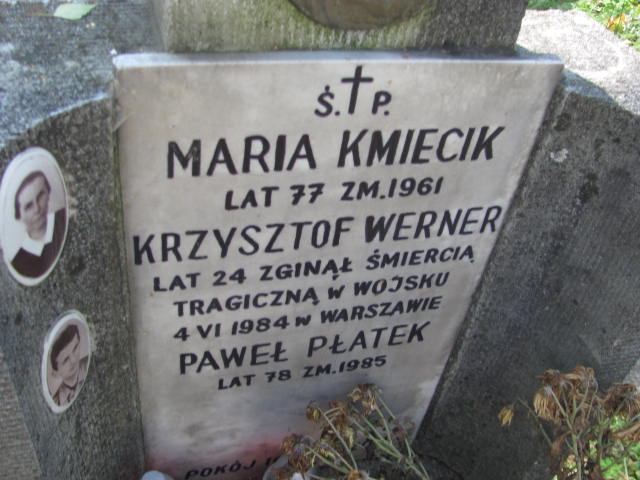 Ś. P.
MARIA KMIECIK
LAT 77 ZM.1961
KRZYSZTOF WERNER
LAT 24 ZGINĄŁ ŚMIERCIĄ
TRAGICZNĄ W WOJSKU
4 VI 1984 W WARSZAWIE
PAWEŁ PŁATEK
LAT 78 ZM.1985
POKÓJ